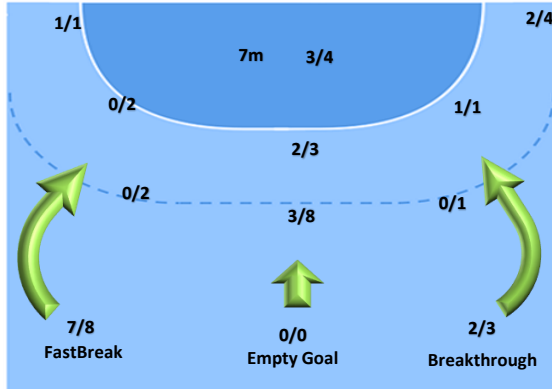 1/1
2/4
7m 3/4
0/2
1/1
2/3
0/2
0/1
3/8
7/8
0/0
2/3
FastBreak
Empty Goal
Breakthrough